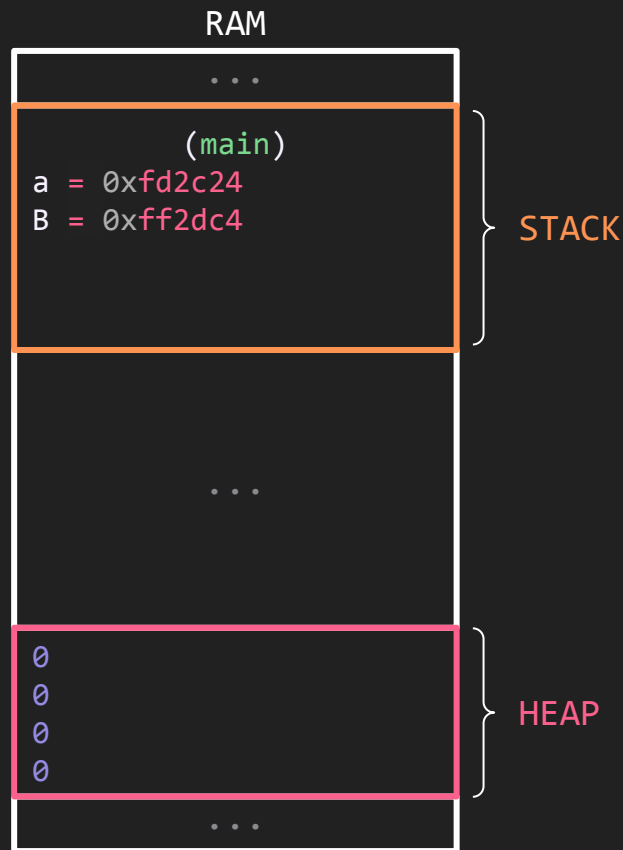 RAM
...
(main)
a = 0xfd2c24
B = 0xff2dc4
STACK
...
0
0
0
0
HEAP
...